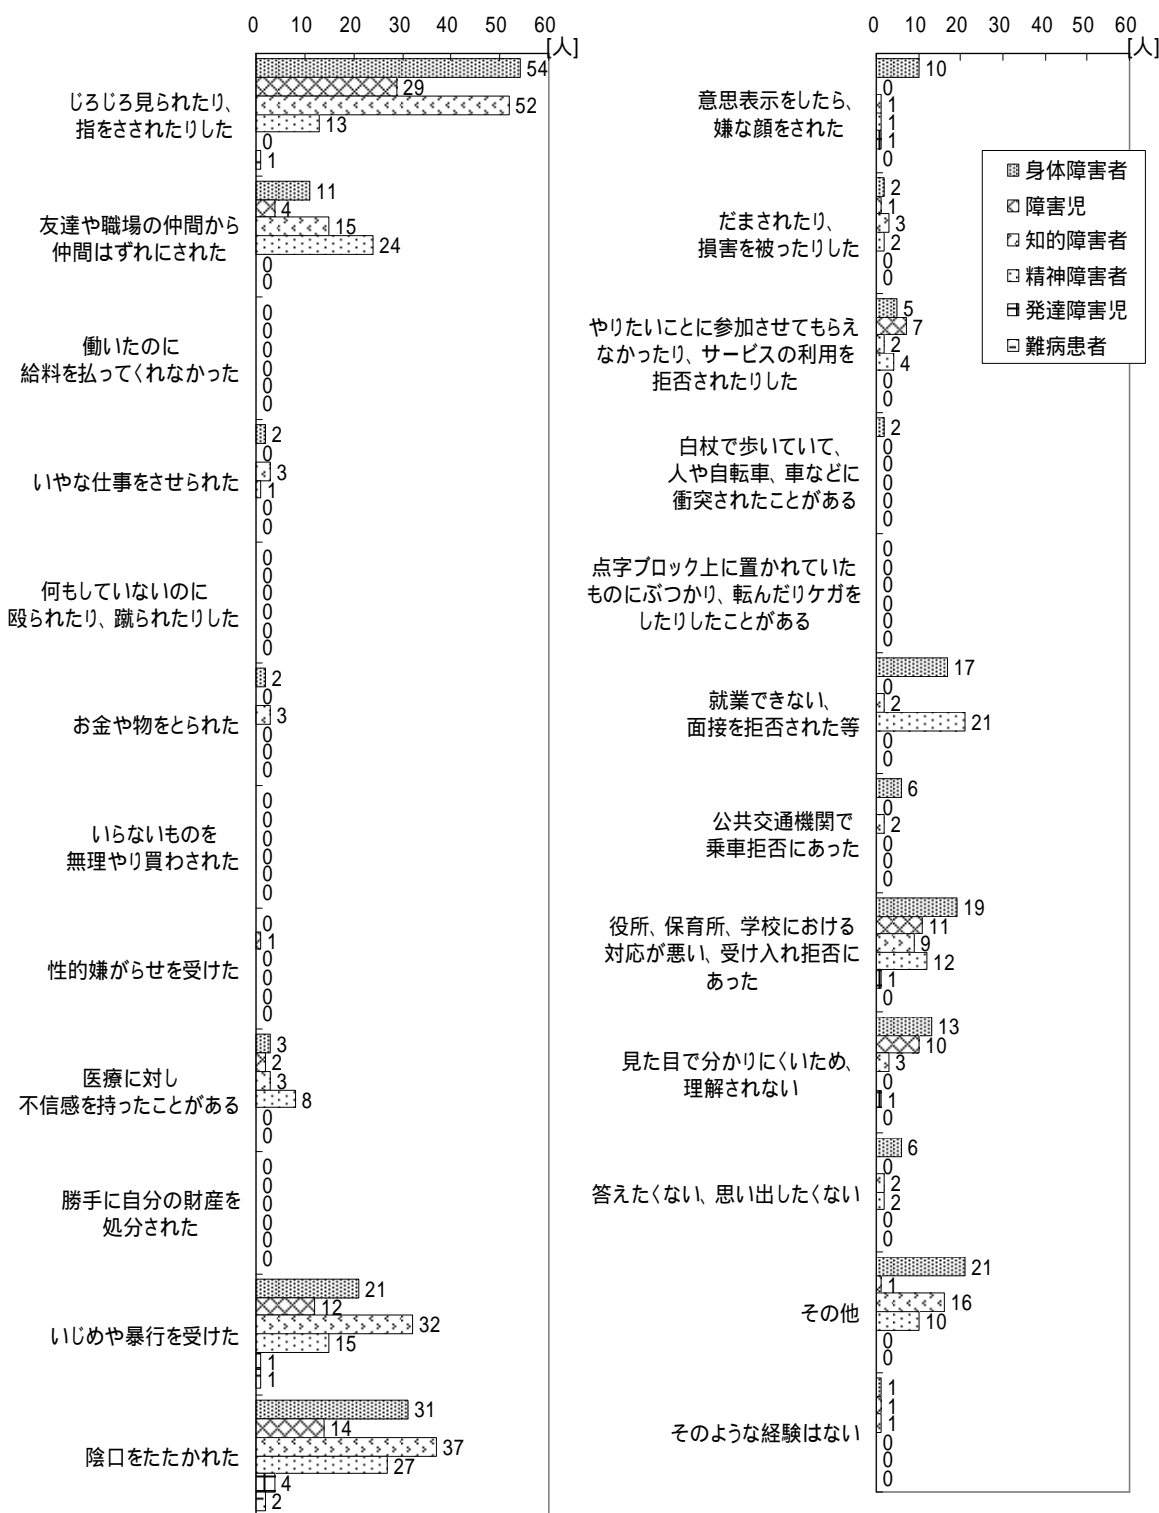 0 10 20 30 40 50 60
[人]
じろじろ見られたり、
指をさされたりした
54
29
52
13
0
1
友達や職場の仲間から
仲間はずれにされた
11
4
15
24
0
0
働いたのに
給料を払ってくれなかった
0
0
0
0
0
0
いやな仕事をさせられた
2
0
3
1
0
0
何もしていないのに
殴られたり、蹴られたりした
0
0
0
0
0
0
お金や物をとられた
2
0
3
0
0
0
いらないものを
無理やり買わされた
0
0
0
0
0
0
性的嫌がらせを受けた
0
1
0
0
0
0
医療に対し
不信感を持ったことがある
3
2
3
8
0
0
勝手に自分の財産を
処分された
0
0
0
0
0
0
いじめや暴行を受けた
21
12
32
15
1
1
陰口をたたかれた
31
14
37
27
4
2
0 10 20 30 40 50 60
[人]
意思表示をしたら、
嫌な顔をされた
10
0
1
1
1
0
だまされたり、
損害を被ったりした
2
1
3
2
0
0
やりたいことに参加させてもらえ
なかったり、サービスの利用を
拒否されたりした
5
7
2
4
0
0
白杖で歩いていて、
人や自転車、車などに
衝突されたことがある
2
0
0
0
0
0
点字ブロック上に置かれていた
ものにぶつかり、転んだりケガを
したりしたことがある
0
0
0
0
0
0
就業できない、
面接を拒否された等
17
0
2
21
0
0
公共交通機関で
乗車拒否にあった
6
0
2
0
0
0
役所、保育所、学校における
対応が悪い、受け入れ拒否に
あった
19
11
9
12
1
0
見た目で分かりにくいため、
理解されない
13
10
3
0
1
0
答えたくない、思い出したくない
6
0
2
2
0
0
その他
21
1
16
10
0
0
そのような経験はない
1
1
1
0
0
0
身体障害者
障害児
知的障害者
精神障害者
発達障害児
難病患者